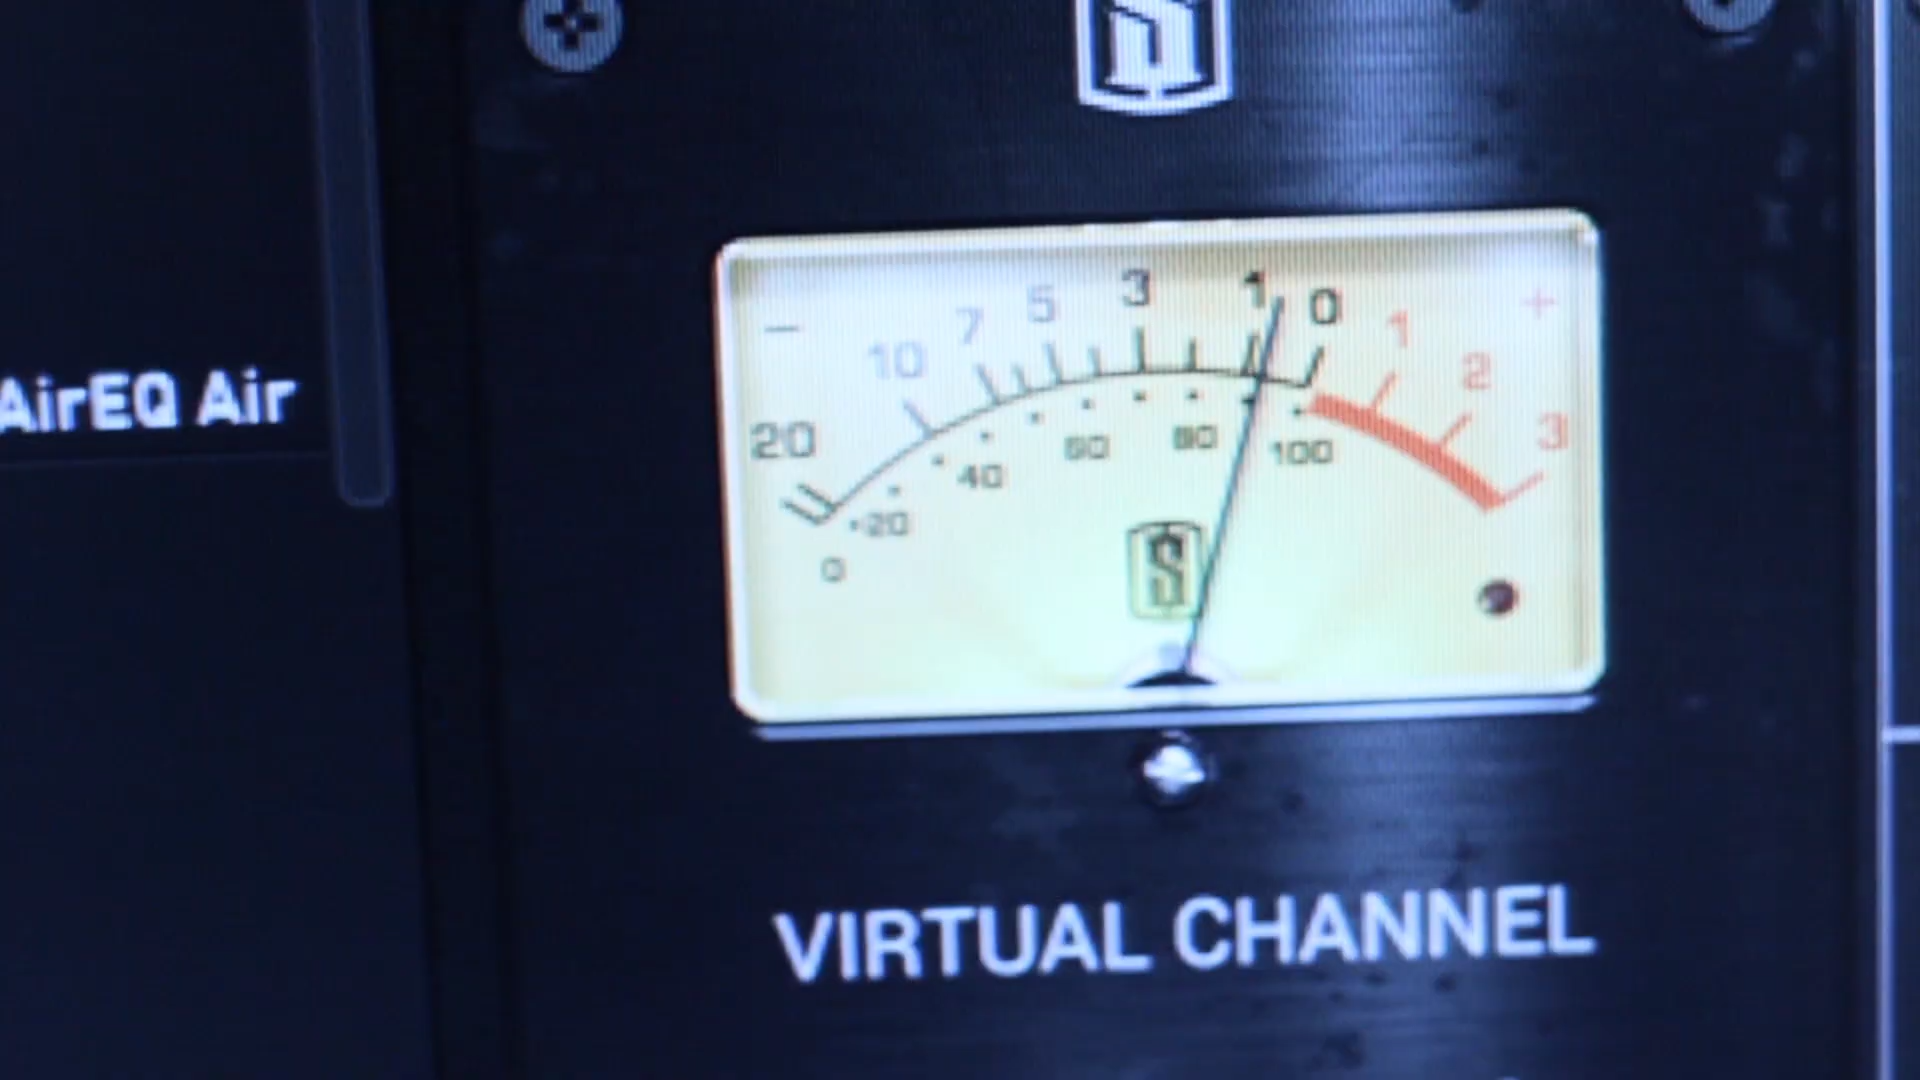 AirEQ Air
- 20 10 7 5 3 1 0 1 2 3 +
0 20 40 60 80 100
S
VIRTUAL CHANNEL